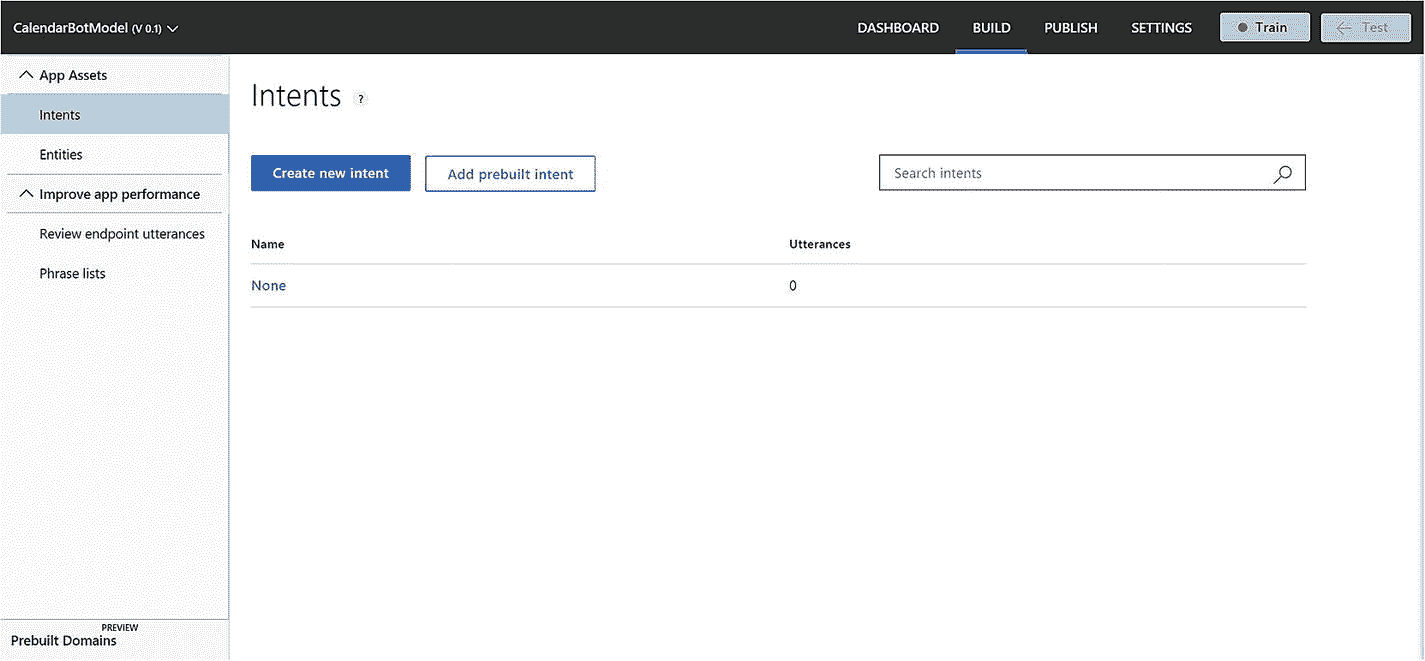 CalendarBotModel (V 0.1)
DASHBOARD
BUILD
PUBLISH
SETTINGS
Train
Test
App Assets
Intents
Entities
Improve app performance
Review endpoint utterances
Phrase lists
PREVIEW
Prebuilt Domains
Intents ?
Create new intent
Add prebuilt intent
Search intents
Name Utterances
None 0